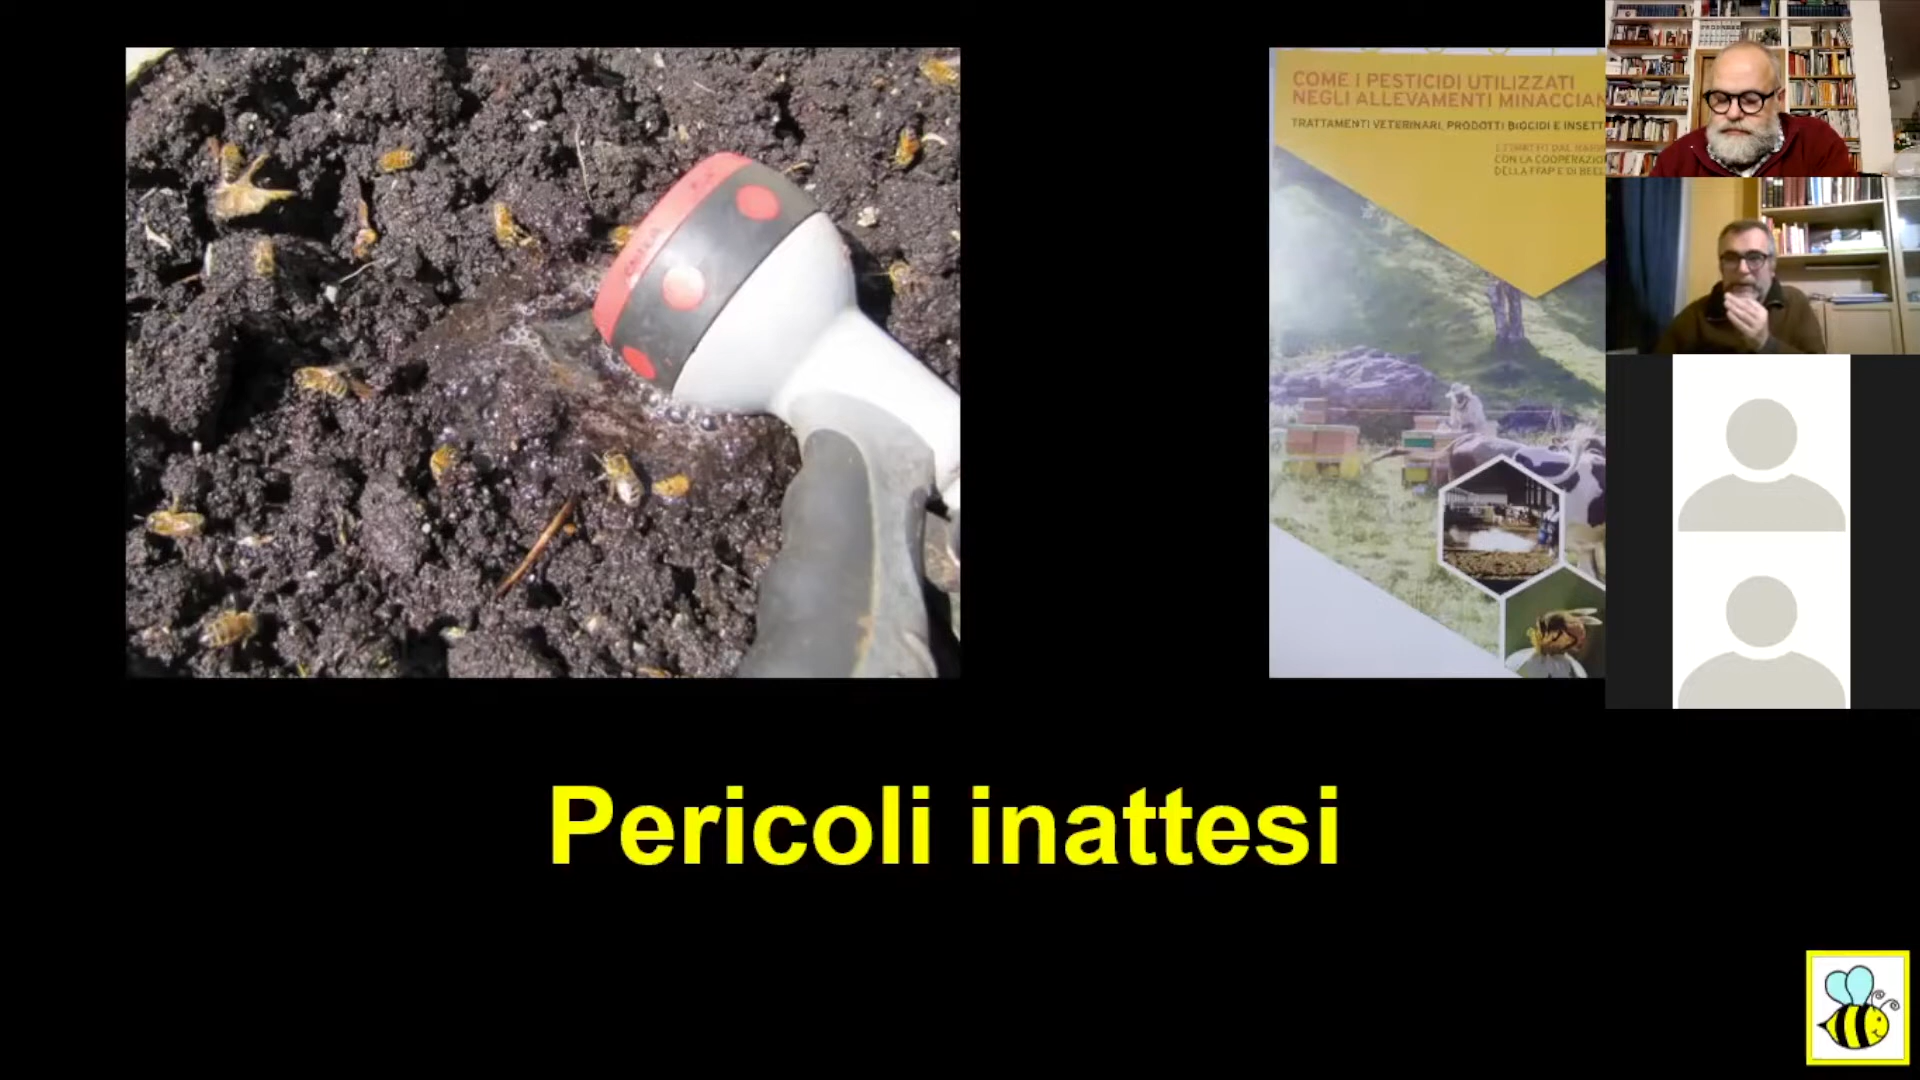 COME I PESTICIDI UTILIZZATI
NEGLI ALLEVAMENTI MINACCIAN
TRATTAMENTI VETERINARI, PRODOTTI BIOCIDI E INSETT
CON LA COOPERAZIO
DELLA FFAP E DI BEEL
Pericoli inattesi